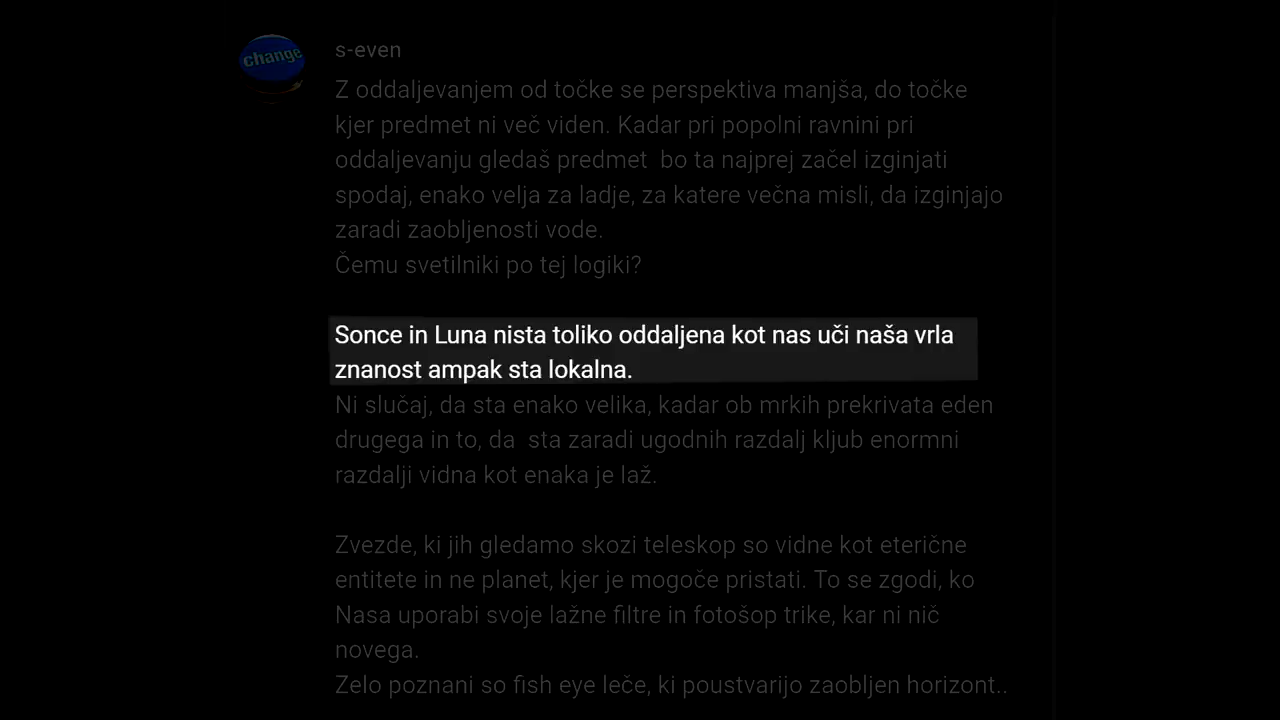 change
s-even
Z oddaljevanjem od točke se perspektiva manjša, do točke
kjer predmet ni več viden. Kadar pri popolni ravnini pri
oddaljevanju gledaš predmet  bo ta najprej začel izginjati
spodaj, enako velja za ladje, za katere večna misli, da izginjajo
zaradi zaobljenosti vode.
Čemu svetilniki po tej logiki?
Sonce in Luna nista toliko oddaljena kot nas uči naša vrla
znanost ampak sta lokalna.
Ni slučaj, da sta enako velika, kadar ob mrkih prekrivata eden
drugega in to, da  sta zaradi ugodnih razdalj kljub enormni
razdalji vidna kot enaka je laž.
Zvezde, ki jih gledamo skozi teleskop so vidne kot eterične
entitete in ne planet, kjer je mogoče pristati. To se zgodi, ko
Nasa uporabi svoje lažne filtre in fotošop trike, kar ni nič
novega.
Zelo poznani so fish eye leče, ki poustvarijo zaobljen horizont..